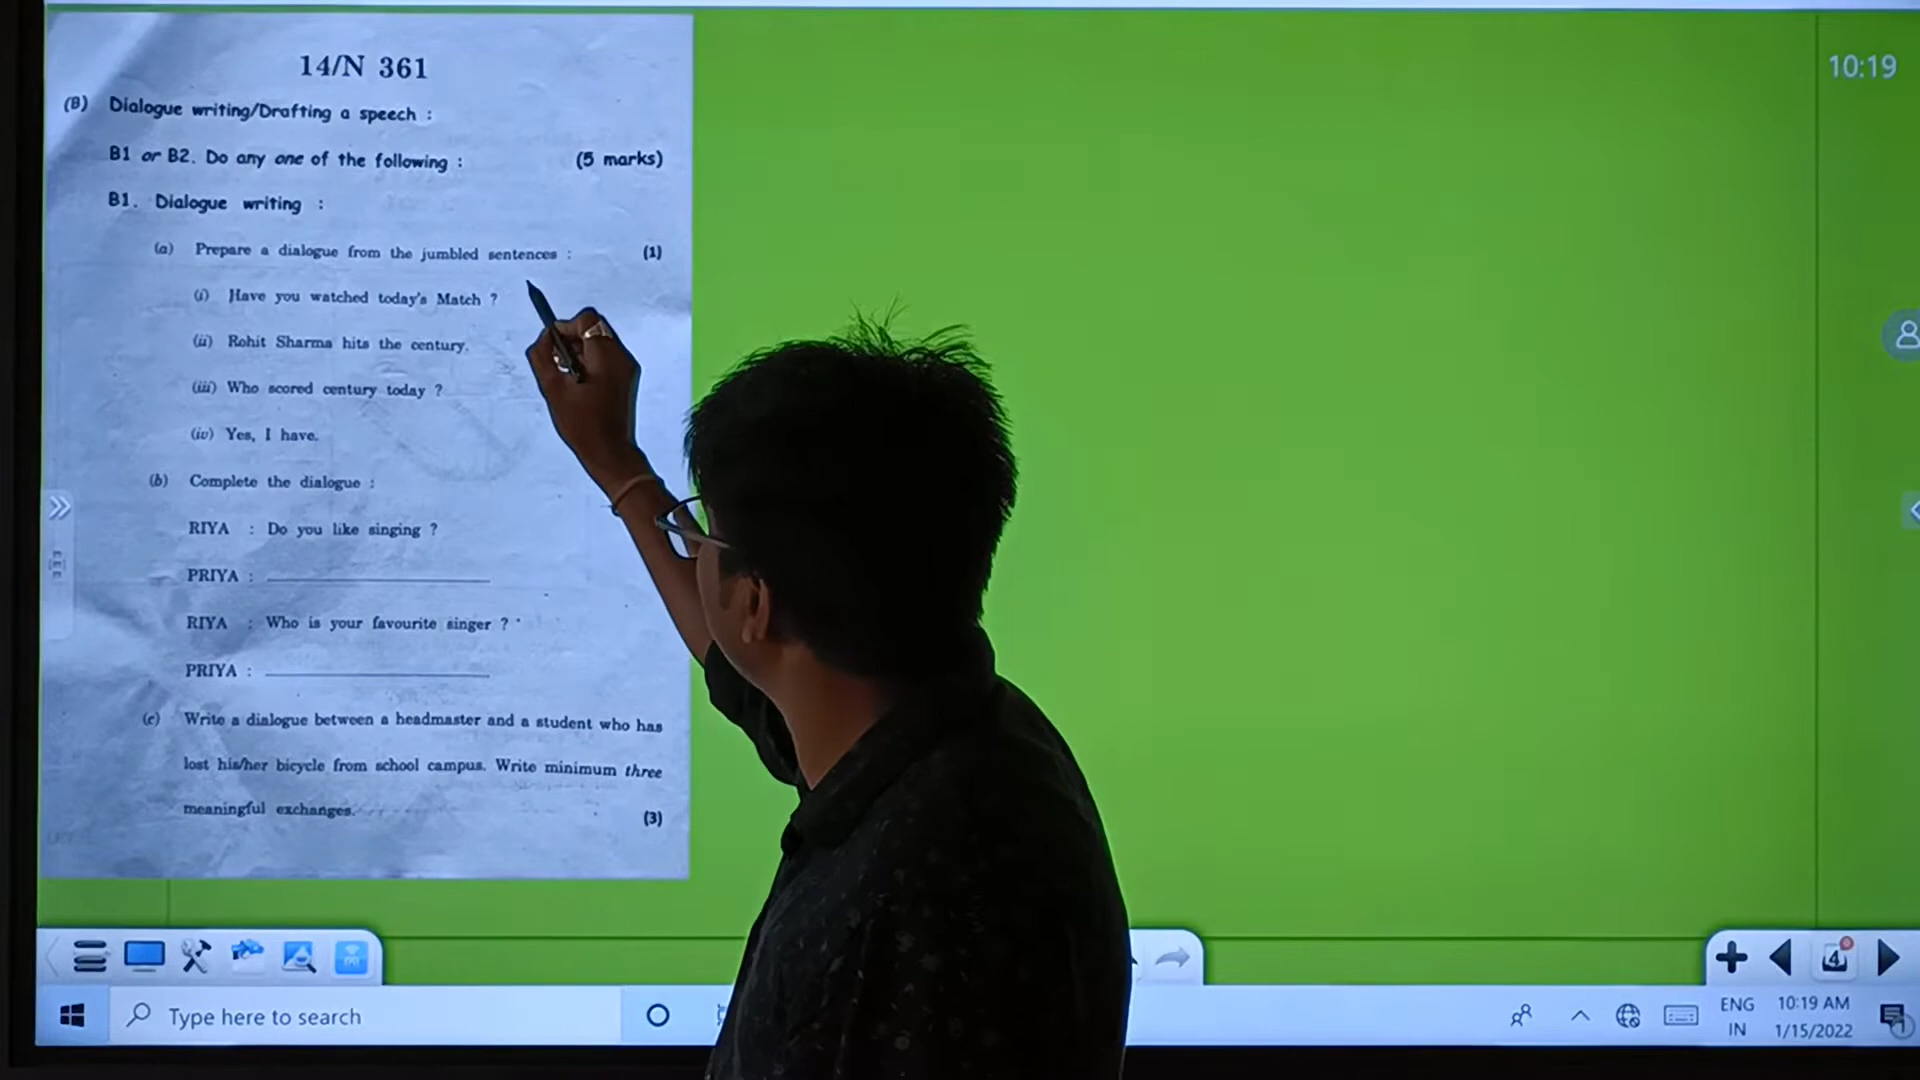 14/N 361
10:19
(B) Dialogue writing/Drafting a speech :
B1 or B2. Do any one of the following : (5 marks)
B1. Dialogue writing :
(a) Prepare a dialogue from the jumbled sentences : (1)
(i) Have you watched today's Match ?
(ii) Rohit Sharma hits the century.
(iii) Who scored century today ?
(iv) Yes, I have.
(b) Complete the dialogue :
RIYA : Do you like singing ?
PRIYA :
RIYA : Who is your favourite singer ?
PRIYA :
(c) Write a dialogue between a headmaster and a student who has
lost his/her bicycle from school campus. Write minimum three
meaningful exchanges. (3)
4
Type here to search
ENG
IN
10:19 AM
1/15/2022
1